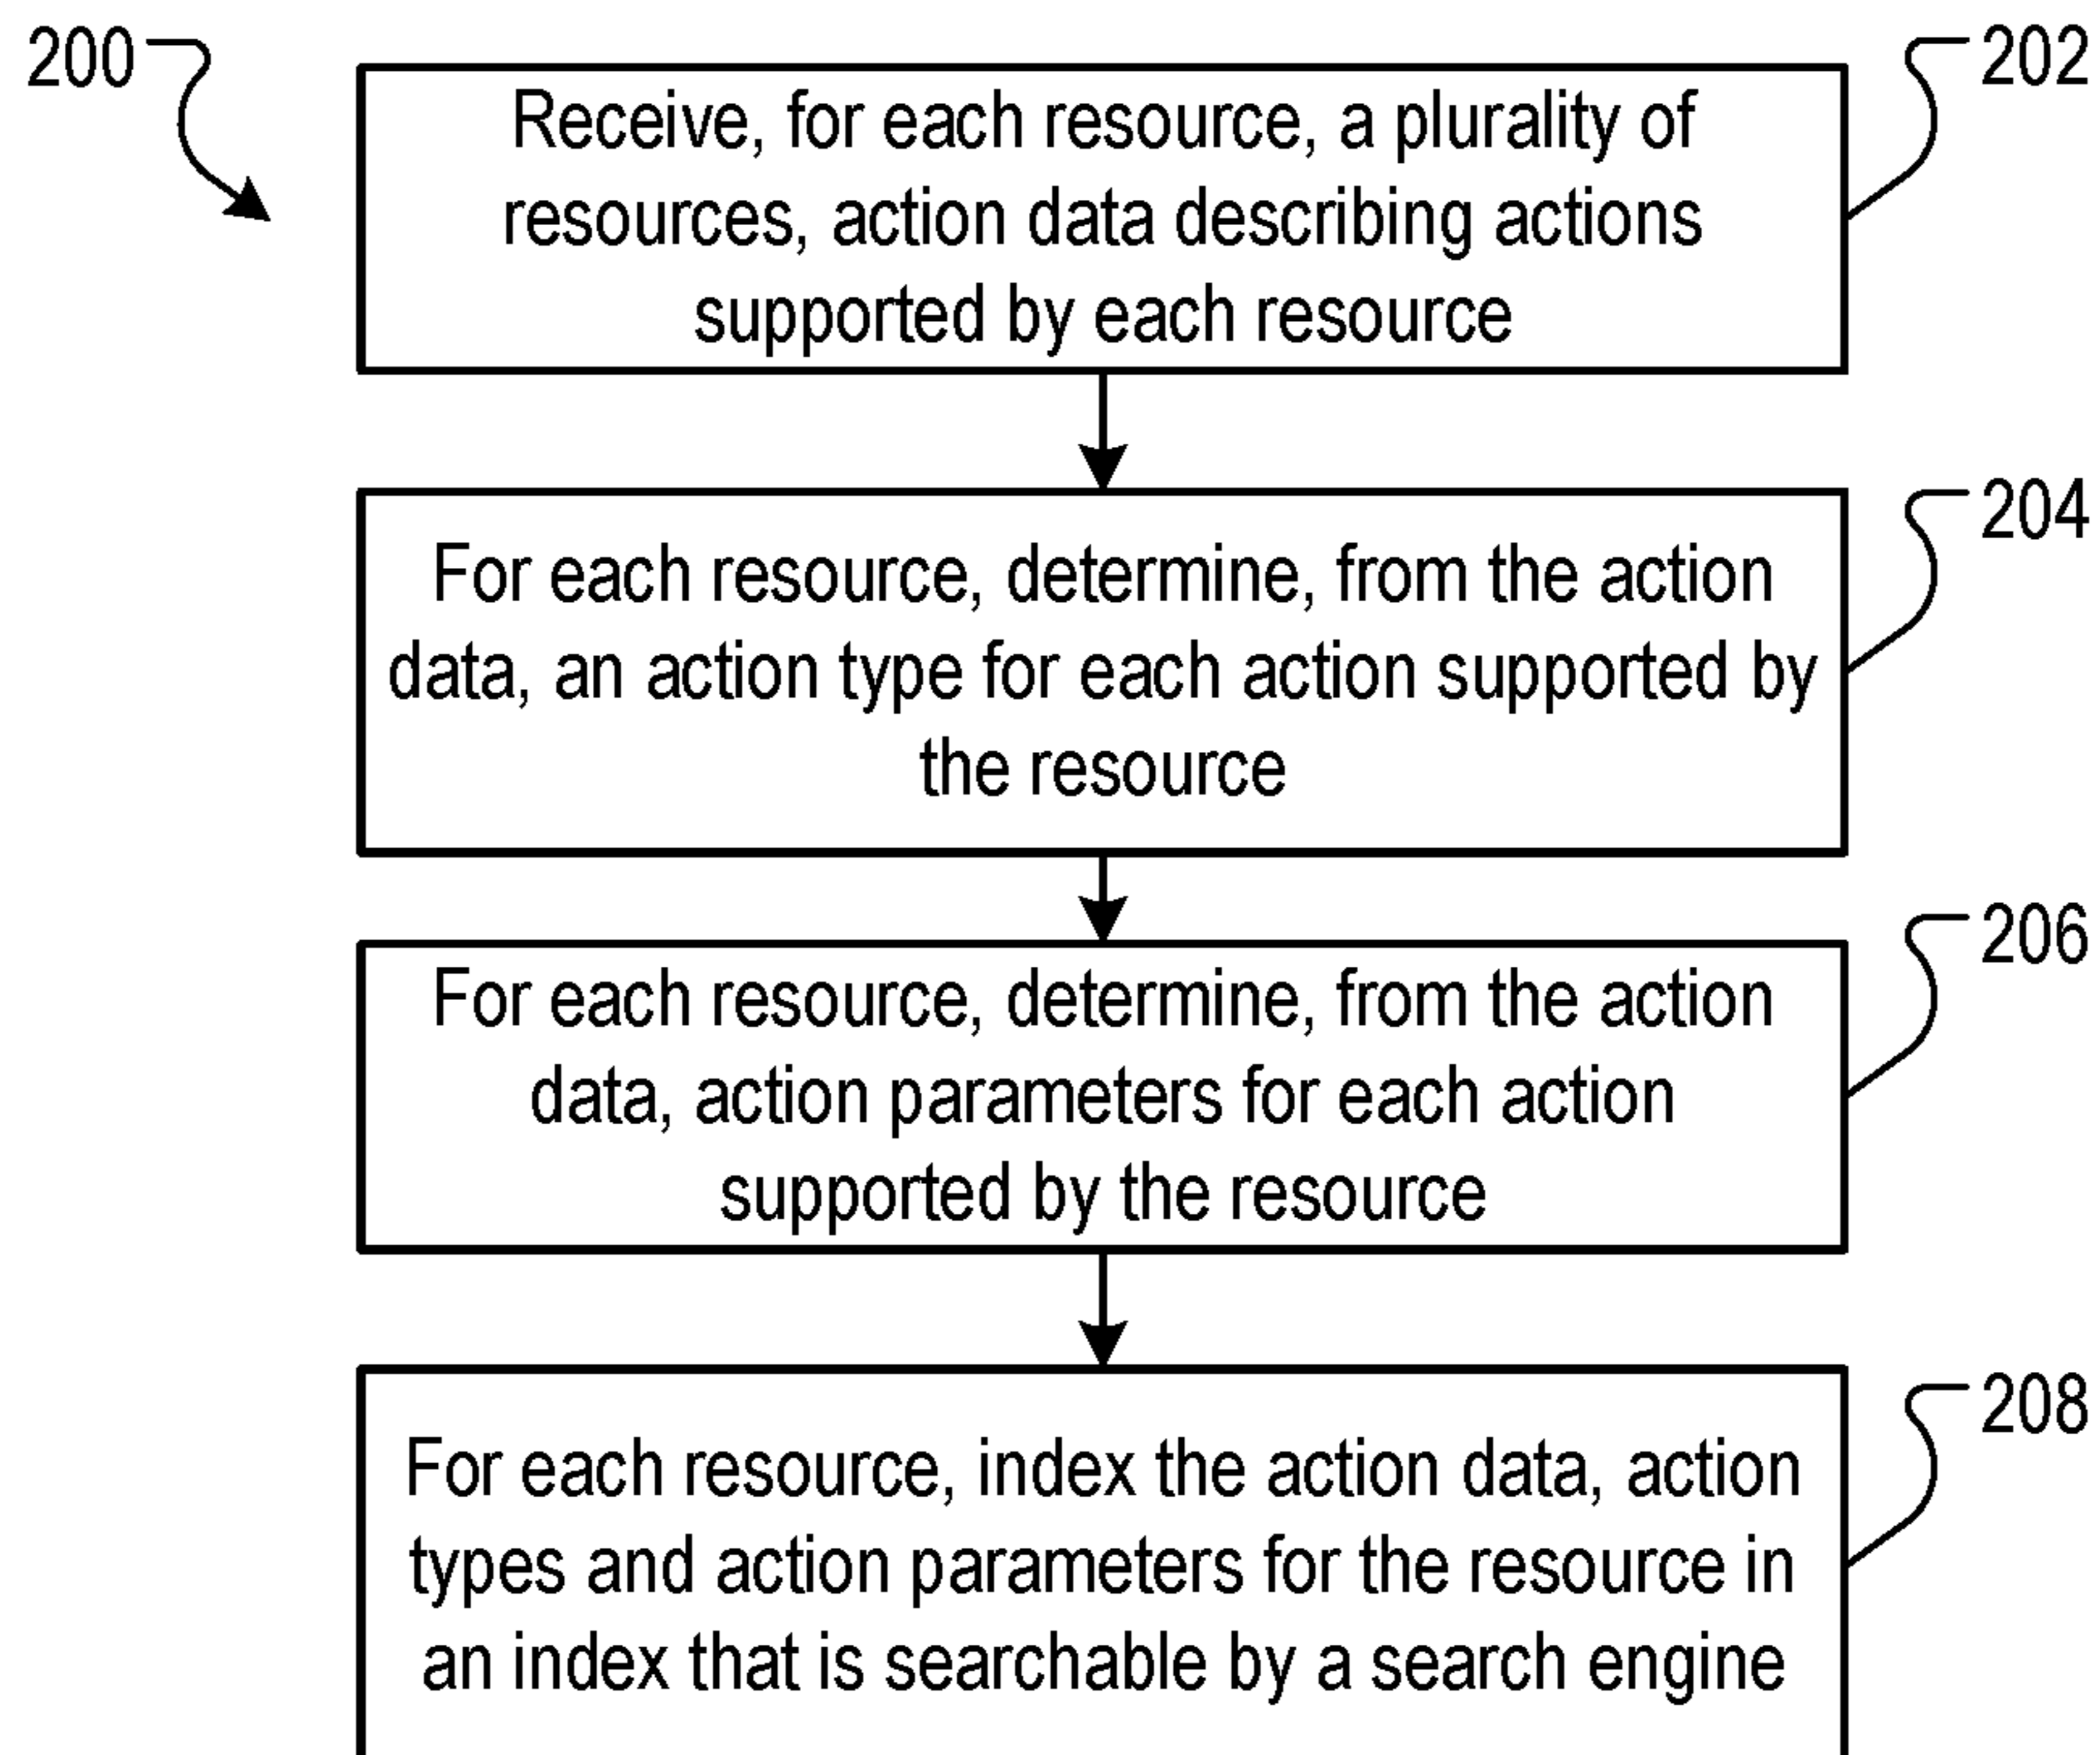 200
202
Receive, for each resource, a plurality of
resources, action data describing actions
supported by each resource
204
For each resource, determine, from the action
data, an action type for each action supported by
the resource
206
For each resource, determine, from the action
data, action parameters for each action
supported by the resource
208
For each resource, index the action data, action
types and action parameters for the resource in
an index that is searchable by a search engine